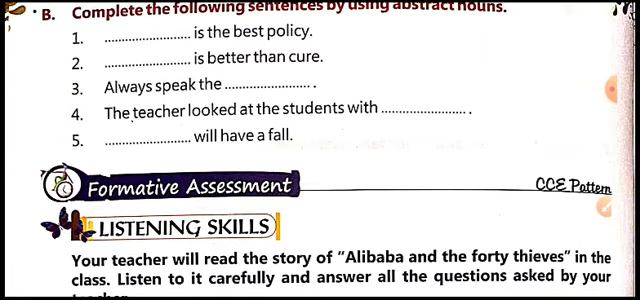 B. Complete the following sentences by using abstract nouns.
1. ........................ is the best policy.
2. ........................ is better than cure.
3. Always speak the ........................ .
4. The teacher looked at the students with ........................ .
5. ........................ will have a fall.
Formative Assessment
CCE Pattern
LISTENING SKILLS
Your teacher will read the story of "Alibaba and the forty thieves" in the
class. Listen to it carefully and answer all the questions asked by your